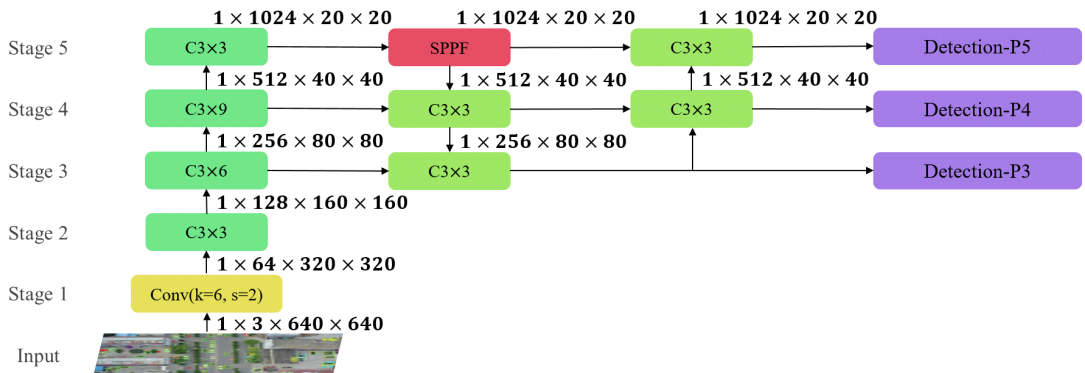 1×1024×20×20 1×1024×20×20 1×1024×20×20
Stage 5 C3×3 SPPF C3×3 Detection-P5
1×512×40×40 1×512×40×40 1×512×40×40
Stage 4 C3×9 C3×3 C3×3 Detection-P4
1×256×80×80 1×256×80×80
Stage 3 C3×6 C3×3 Detection-P3
1×128×160×160
Stage 2 C3×3
1×64×320×320
Stage 1 Conv(k=6, s=2)
1×3×640×640
Input